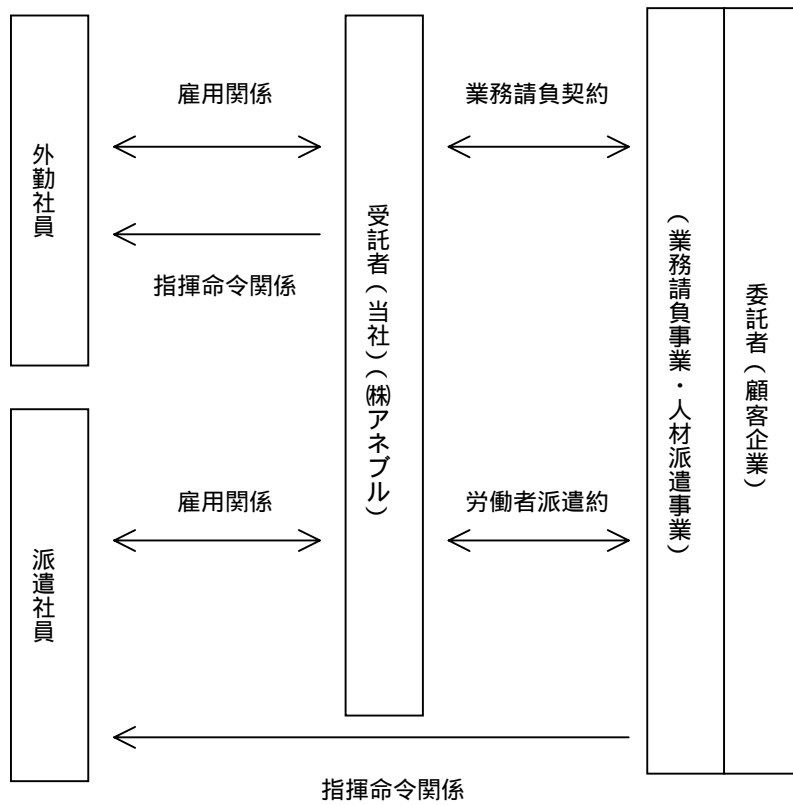 雇用関係
業務請負契約
外勤社員
指揮命令関係
受託者(当社)(㈱アネブル)
(業務請負事業・人材派遣事業)
委託者(顧客企業)
雇用関係
労働者派遣約
派遣社員
指揮命令関係